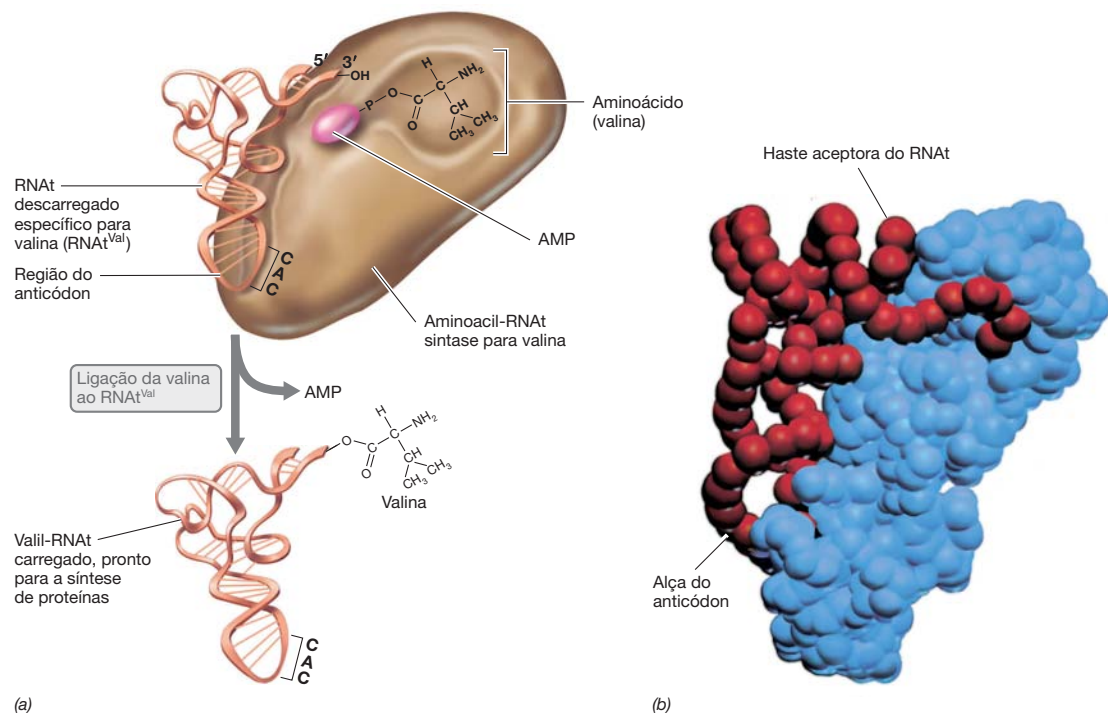 5′ 3′
OH
H
NH₂
P
O
C
C
O
CH
CH₃
CH₃
Aminoácido
(valina)
RNAt
descarregado
específico para
valina (RNAtVal)
Região do
anticódon
C
A
C
AMP
Aminoacil-RNAt
sintase para valina
Ligação da valina
ao RNAtVal
AMP
H
NH₂
O
C
C
O
CH
CH₃
CH₃
Valina
Valil-RNAt
carregado, pronto
para a síntese
de proteínas
C
A
C
(a)
Haste aceptora do RNAt
Alça do
anticódon
(b)